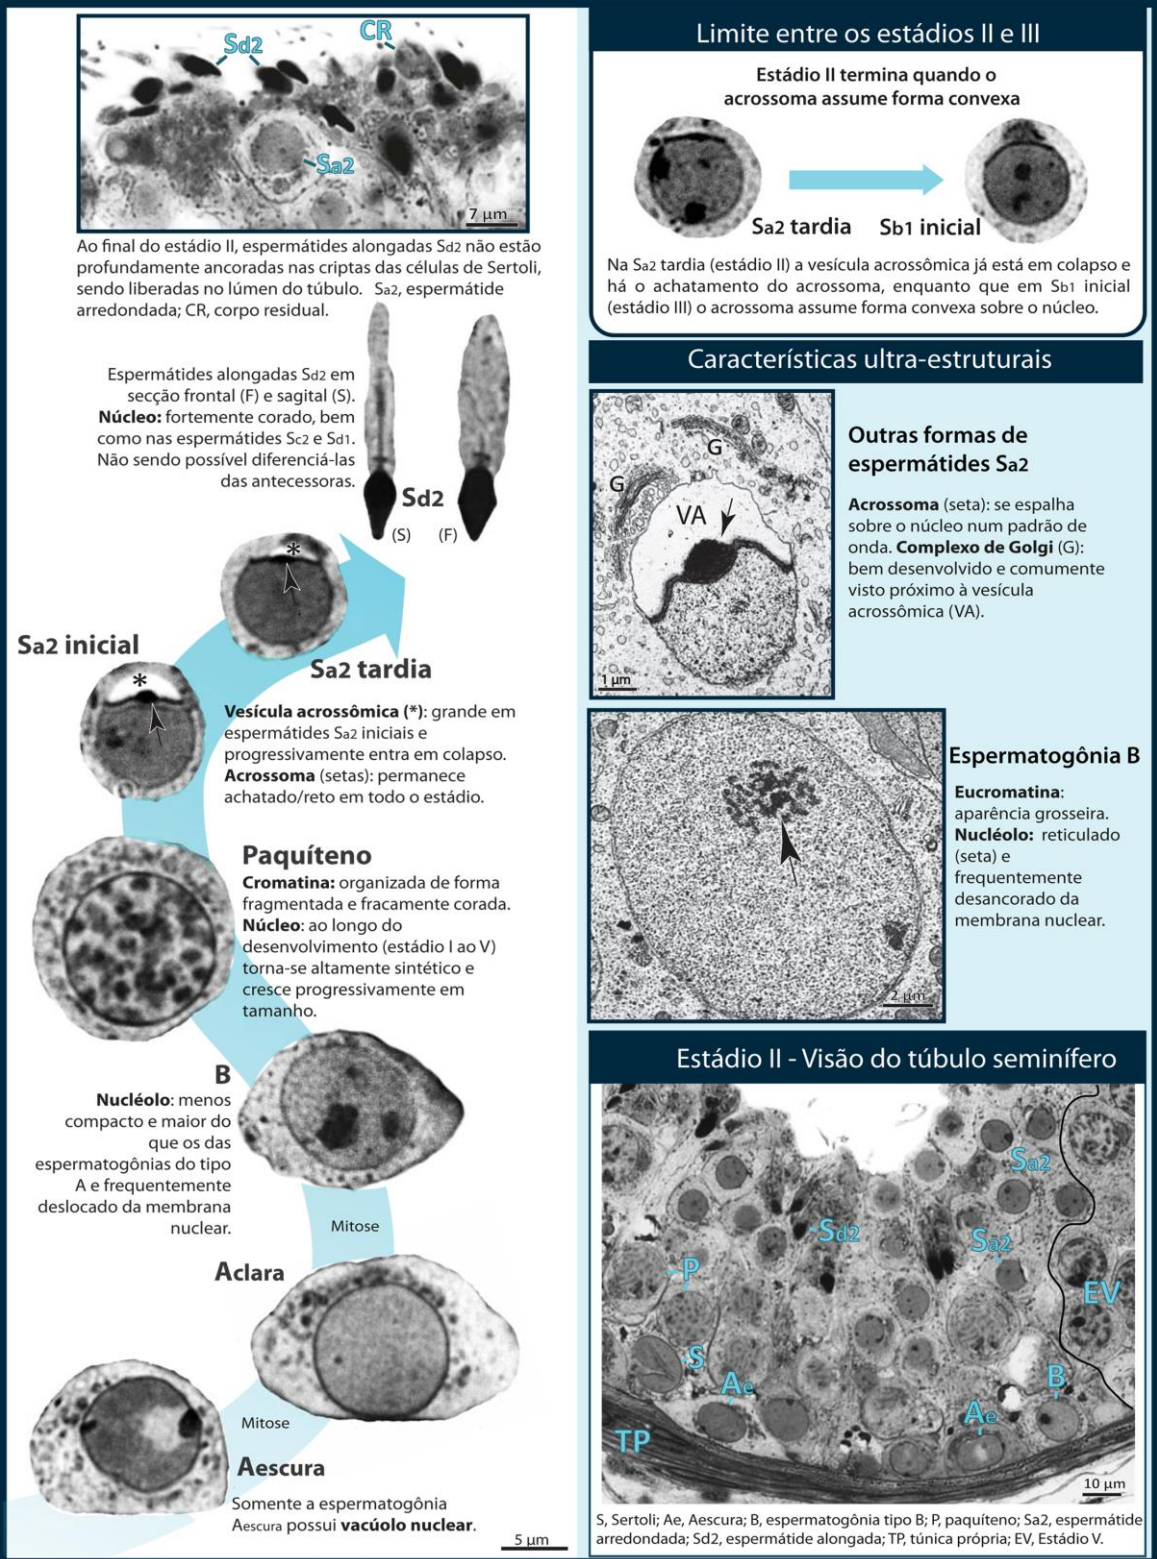 Sd2
CR
Sa2
7 µm
Ao final do estádio II, espermátides alongadas Sd2 não estão
profundamente ancoradas nas criptas das células de Sertoli,
sendo liberadas no lúmen do túbulo. Sa2, espermátide
arredondada; CR, corpo residual.
Espermátides alongadas Sd2 em
secção frontal (F) e sagital (S).
Núcleo: fortemente corado, bem
como nas espermátides Sc2 e Sd1.
Não sendo possível diferenciá-las
das antecessoras.
Sd2
(S)
(F)
*
Sa2 inicial
Sa2 tardia
*
Vesícula acrossômica (*): grande em
espermátides Sa2 iniciais e
progressivamente entra em colapso.
Acrossoma (setas): permanece
achatado/reto em todo o estádio.
Paquíteno
Cromatina: organizada de forma
fragmentada e fracamente corada.
Núcleo: ao longo do
desenvolvimento (estádio I ao V)
torna-se altamente sintético e
cresce progressivamente em
tamanho.
B
Nucléolo: menos
compacto e maior do
que os das
espermatogônias do tipo
A e frequentemente
deslocado da membrana
nuclear.
Mitose
Aclara
Mitose
Aescura
Somente a espermatogônia
Aescura possui vacúolo nuclear.
5 µm
Limite entre os estádios II e III
Estádio II termina quando o
acrossoma assume forma convexa
Sa2 tardia
Sb1 inicial
Na Sa2 tardia (estádio II) a vesícula acrossômica já está em colapso e
há o achatamento do acrossoma, enquanto que em Sb1 inicial
(estádio III) o acrossoma assume forma convexa sobre o núcleo.
Características ultra-estruturais
G
G
VA
1 µm
Outras formas de
espermátides Sa2
Acrossoma (seta): se espalha
sobre o núcleo num padrão de
onda. Complexo de Golgi (G):
bem desenvolvido e comumente
visto próximo à vesícula
acrossômica (VA).
2 µm
Espermatogônia B
Eucromatina:
aparência grosseira.
Nucléolo: reticulado
(seta) e
frequentemente
desancorado da
membrana nuclear.
Estádio II - Visão do túbulo seminífero
Sa2
Sd2
Sa2
P
EV
S
Ae
B
Ae
TP
10 µm
S, Sertoli; Ae, Aescura; B, espermatogônia tipo B; P, paquíteno; Sa2, espermátide
arredondada; Sd2, espermátide alongada; TP, túnica própria; EV, Estádio V.